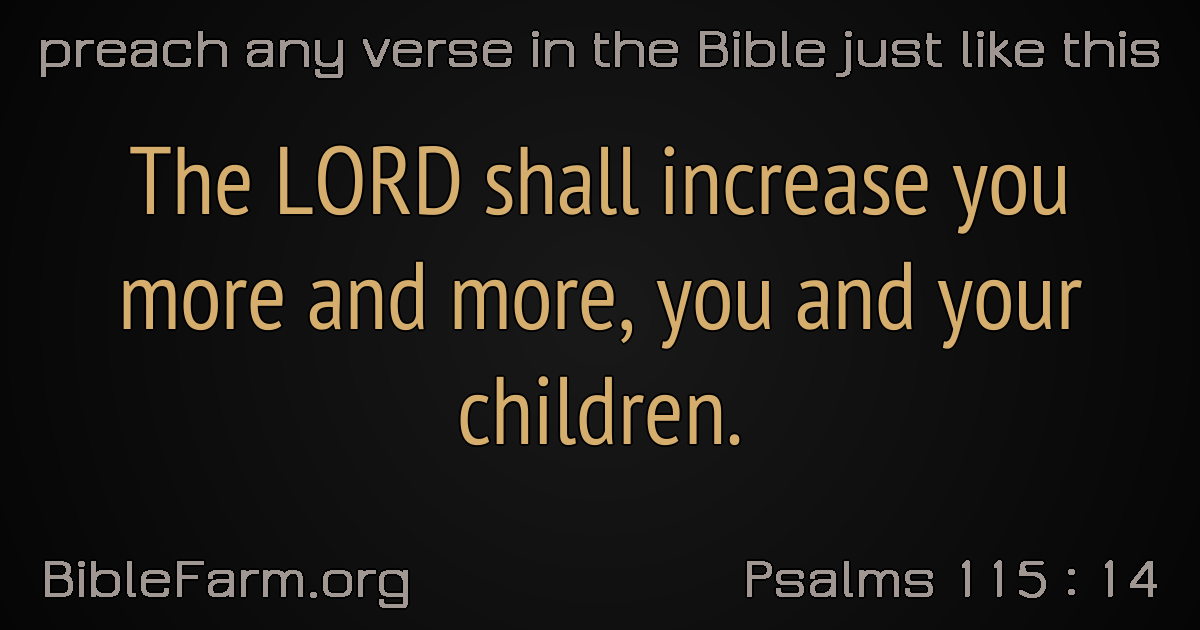 preach any verse in the Bible just like this
The LORD shall increase you
more and more, you and your
children.
BibleFarm.org
Psalms 115 : 14